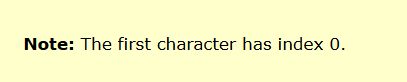 Note: The first character has index 0.